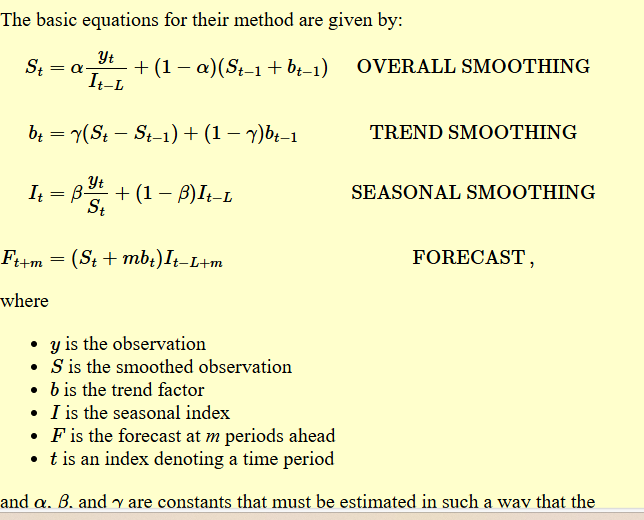 The basic equations for their method are given by:
S_t = α y_t / I_{t−L} + (1 − α)(S_{t−1} + b_{t−1}) OVERALL SMOOTHING
b_t = γ(S_t − S_{t−1}) + (1 − γ)b_{t−1} TREND SMOOTHING
I_t = β y_t / S_t + (1 − β)I_{t−L} SEASONAL SMOOTHING
F_{t+m} = (S_t + mb_t)I_{t−L+m} FORECAST ,
where
• y is the observation
• S is the smoothed observation
• b is the trend factor
• I is the seasonal index
• F is the forecast at m periods ahead
• t is an index denoting a time period
and α, β, and γ are constants that must be estimated in such a way that the